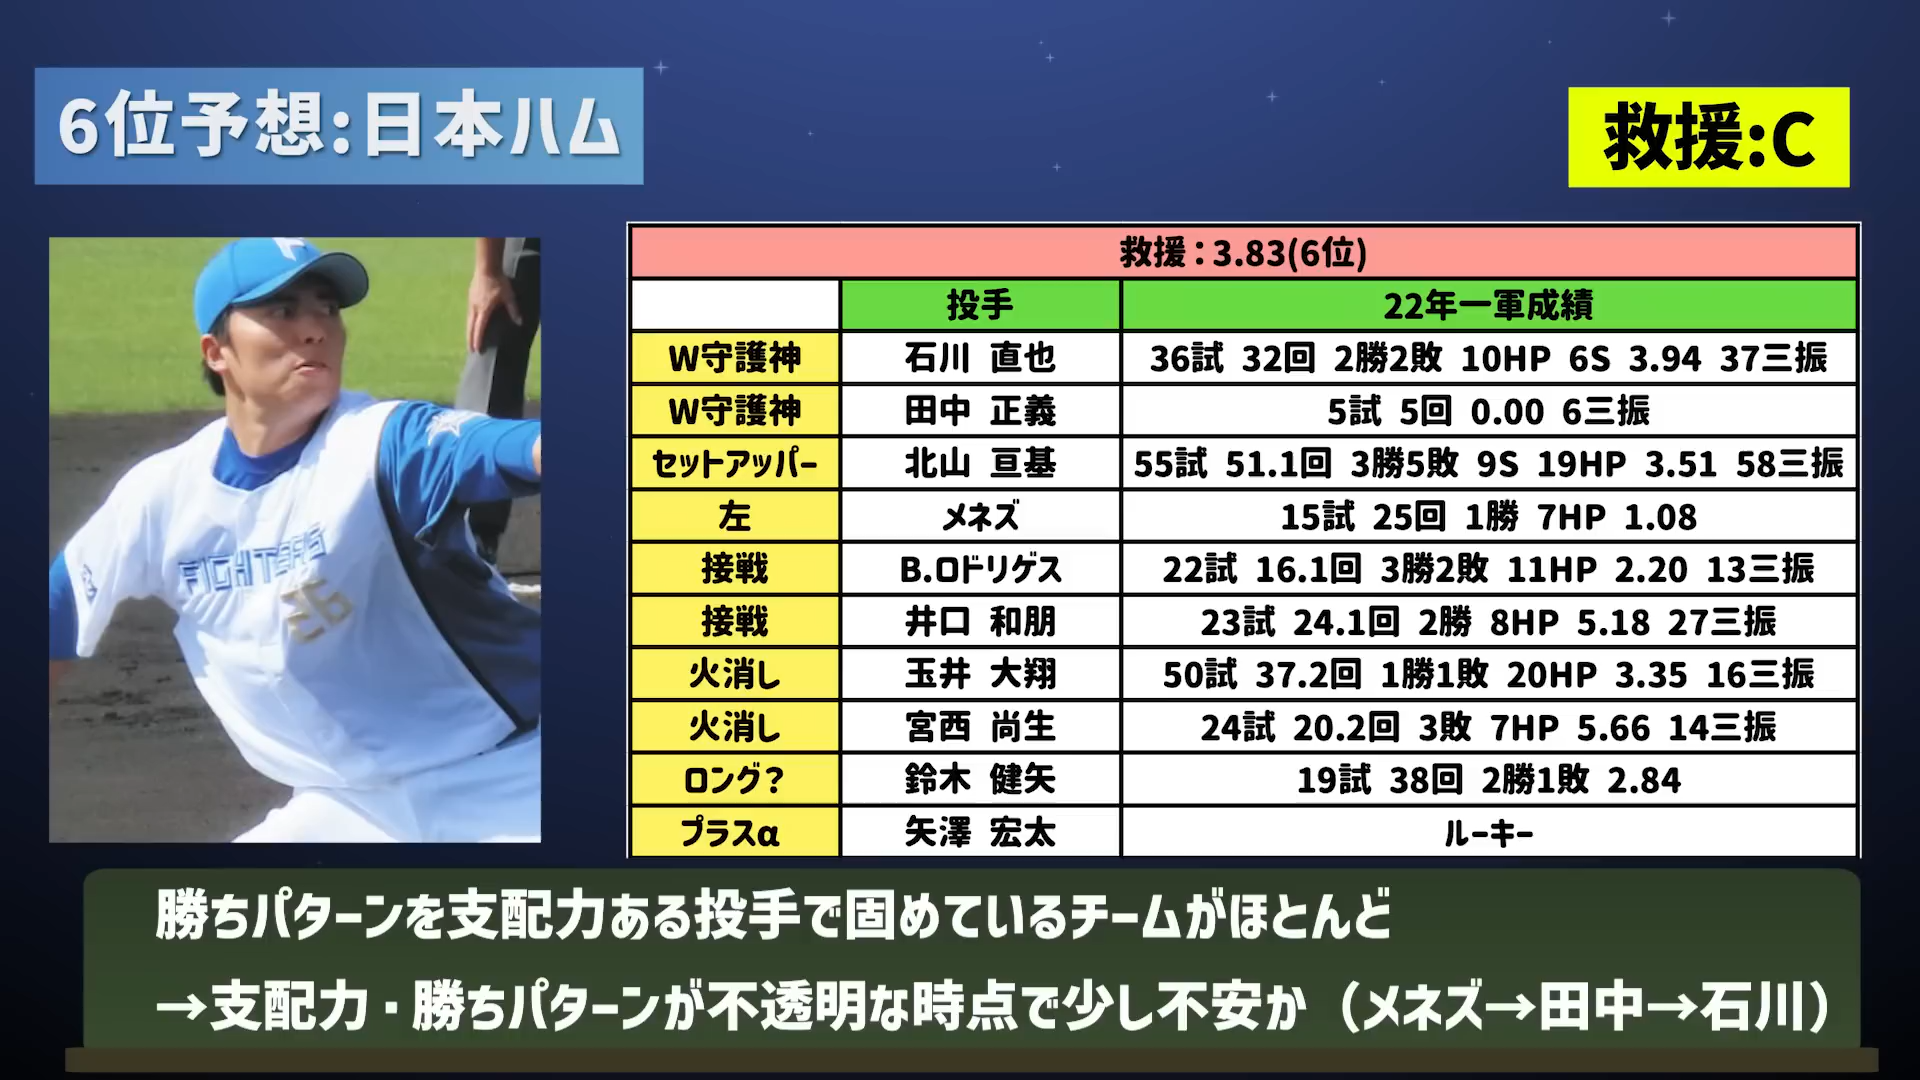 6位予想:日本ハム
救援:C
FIGHTERS
26
救援：3.83(6位)
投手 22年一軍成績
W守護神 石川 直也 36試 32回 2勝2敗 10HP 6S 3.94 37三振
W守護神 田中 正義 5試 5回 0.00 6三振
セットアッパー 北山 亘基 55試 51.1回 3勝5敗 9S 19HP 3.51 58三振
左 メネズ 15試 25回 1勝 7HP 1.08
接戦 B.ロドリゲス 22試 16.1回 3勝2敗 11HP 2.20 13三振
接戦 井口 和朋 23試 24.1回 2勝 8HP 5.18 27三振
火消し 玉井 大翔 50試 37.2回 1勝1敗 20HP 3.35 16三振
火消し 宮西 尚生 24試 20.2回 3敗 7HP 5.66 14三振
ロング? 鈴木 健矢 19試 38回 2勝1敗 2.84
プラスα 矢澤 宏太 ルーキー
勝ちパターンを支配力ある投手で固めているチームがほとんど
→支配力・勝ちパターンが不透明な時点で少し不安か（メネズ→田中→石川）